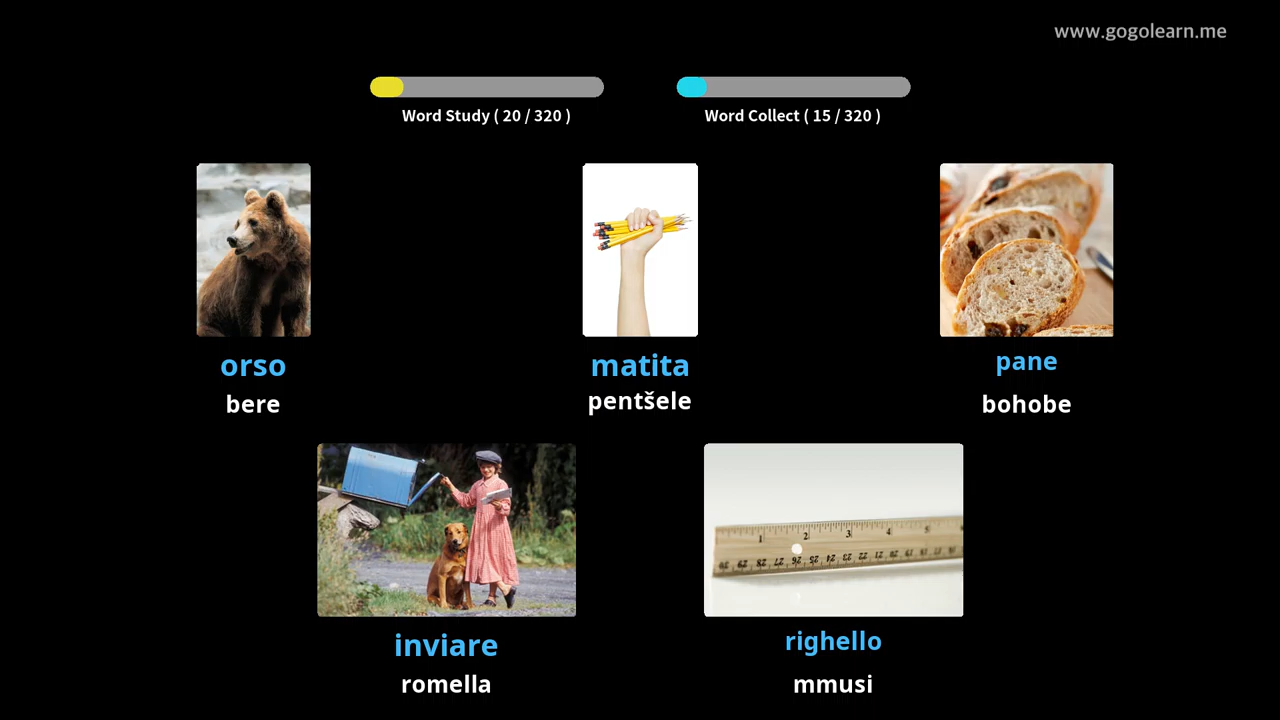 www.gogolearn.me
Word Study ( 20 / 320 )
Word Collect ( 15 / 320 )
orso
matita
pane
bere
pentšele
bohobe
inviare
righello
romella
mmusi